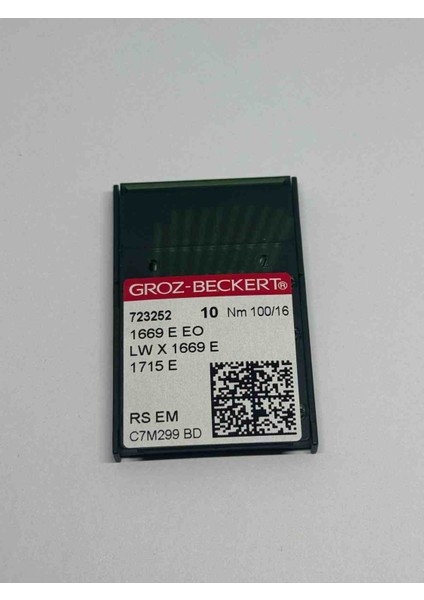 GROZ-BECKERT®
723252 10 Nm 100/16
1669 E EO
LW X 1669 E
1715 E
RS EM
C7M299 BD